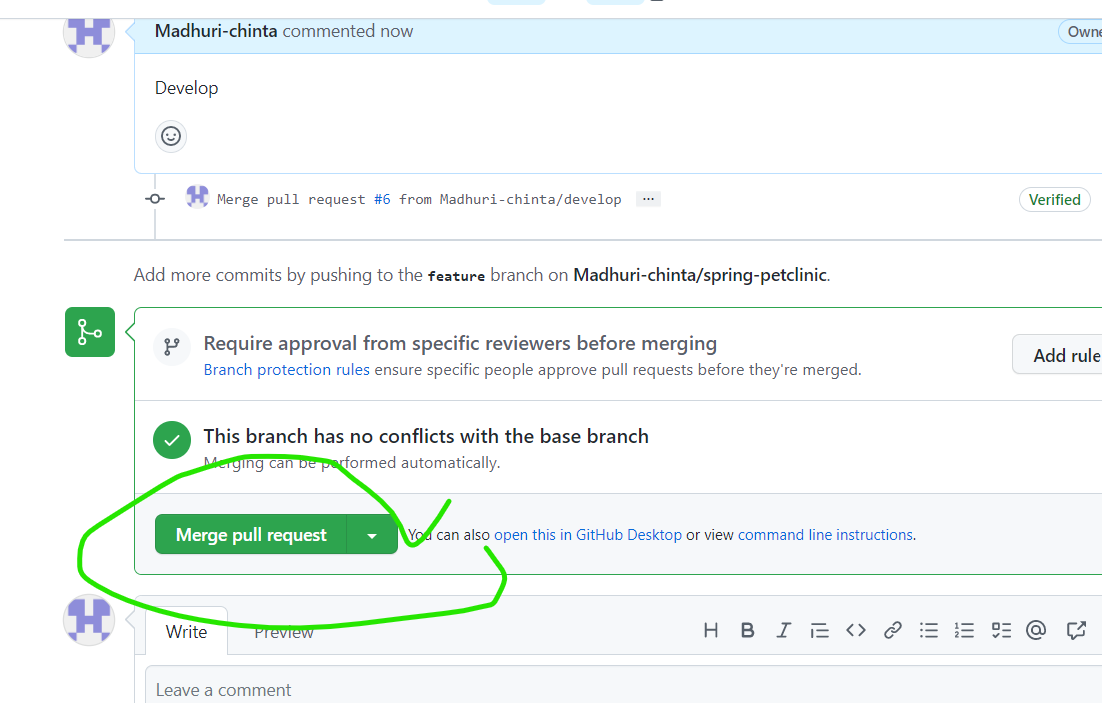 Madhuri-chinta commented now
Owne
Develop
Merge pull request #6 from Madhuri-chinta/develop ...
Verified
Add more commits by pushing to the feature branch on Madhuri-chinta/spring-petclinic.
Require approval from specific reviewers before merging
Branch protection rules ensure specific people approve pull requests before they're merged.
Add rule
This branch has no conflicts with the base branch
Merging can be performed automatically.
Merge pull request
You can also open this in GitHub Desktop or view command line instructions.
Write
Preview
Leave a comment